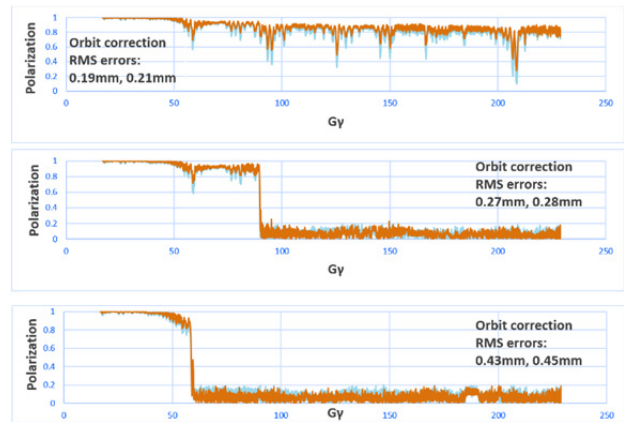 1
0.8
0.6
0.4
0.2
0
Polarization
Orbit correction
RMS errors:
0.19mm, 0.21mm
0 50 100 150 200 250
Gy
1
0.8
0.6
0.4
0.2
0
Polarization
Orbit correction
RMS errors:
0.27mm, 0.28mm
0 50 100 150 200 250
Gy
1
0.8
0.6
0.4
0.2
0
Polarization
Orbit correction
RMS errors:
0.43mm, 0.45mm
0 50 100 150 200 250
Gy